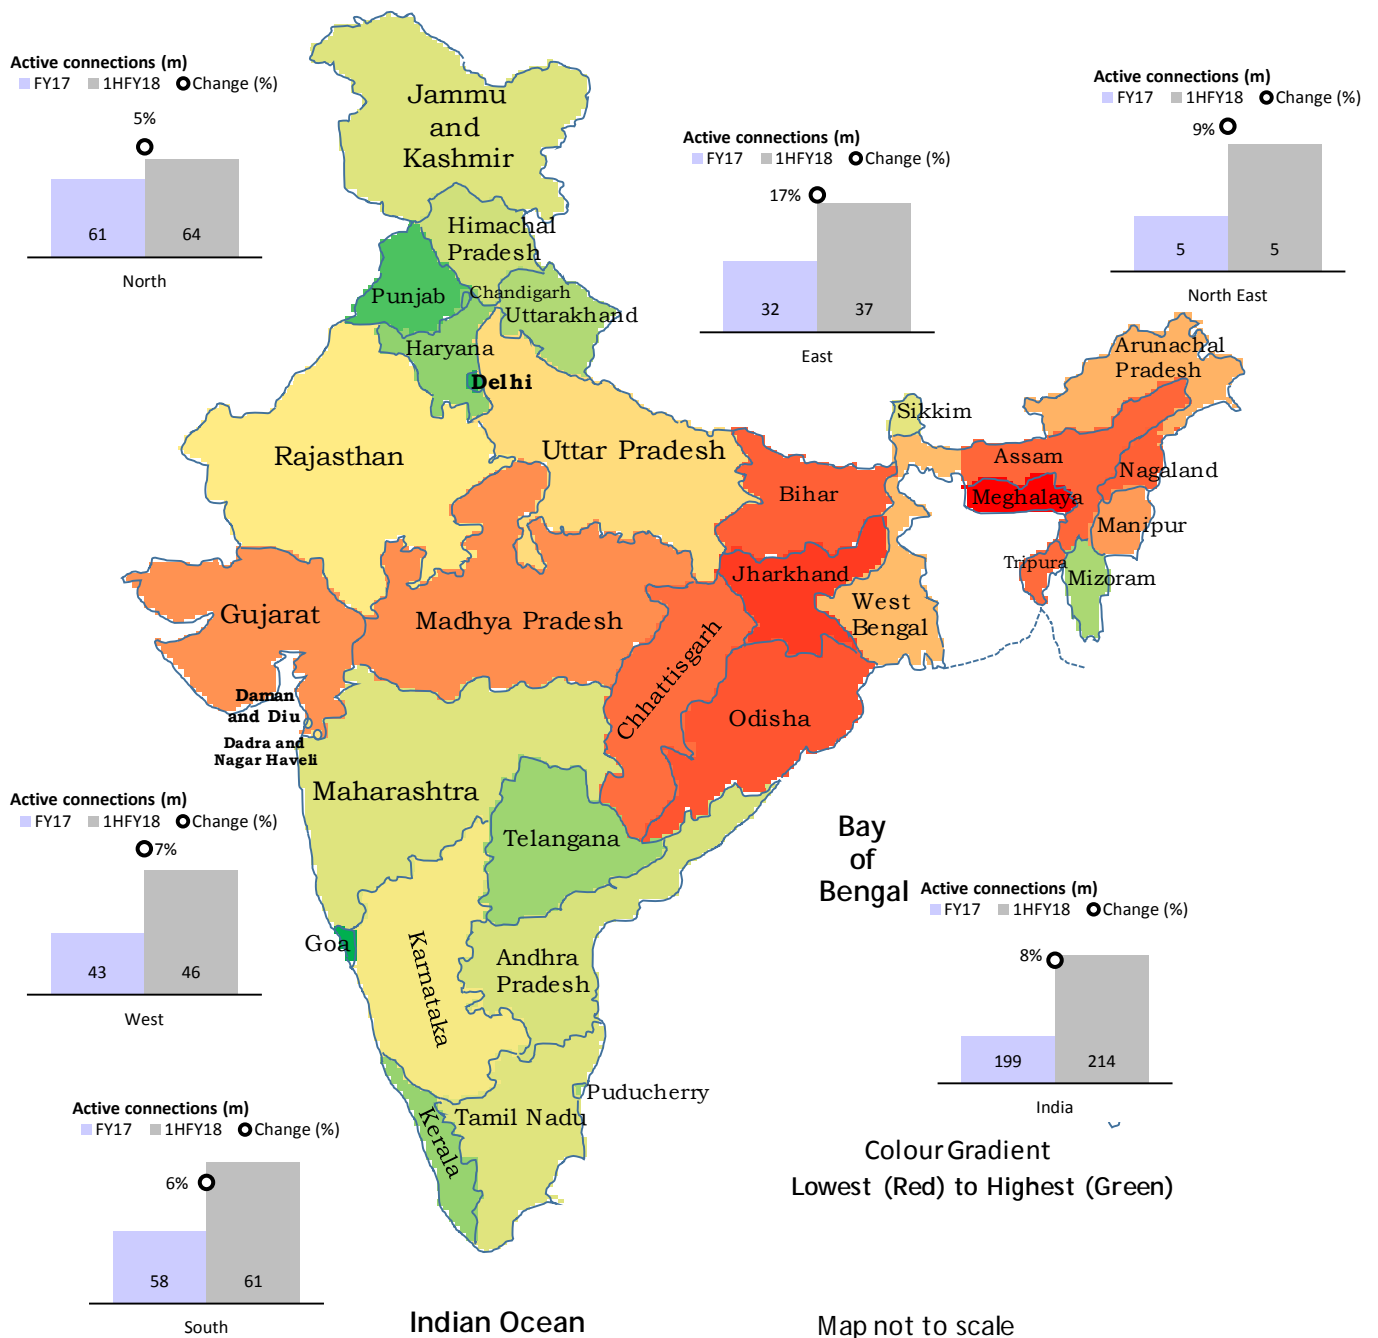 Active connections (m)
FY17 1HFY18 Change (%)
5%
61 64
North
Active connections (m)
FY17 1HFY18 Change (%)
17%
32 37
East
Active connections (m)
FY17 1HFY18 Change (%)
9%
5 5
North East
Jammu
and
Kashmir
Himachal
Pradesh
Punjab
Chandigarh
Uttarakhand
Haryana
Delhi
Rajasthan
Uttar Pradesh
Bihar
Sikkim
Arunachal
Pradesh
Assam
Nagaland
Meghalaya
Manipur
Tripura
Mizoram
Jharkhand
West
Bengal
Gujarat
Madhya Pradesh
Chhattisgarh
Odisha
Daman
and Diu
Dadra and
Nagar Haveli
Maharashtra
Telangana
Goa
Karnataka
Andhra
Pradesh
Puducherry
Kerala
Tamil Nadu
Bay
of
Bengal
Active connections (m)
FY17 1HFY18 Change (%)
7%
43 46
West
Active connections (m)
FY17 1HFY18 Change (%)
8%
199 214
India
Active connections (m)
FY17 1HFY18 Change (%)
6%
58 61
South
Colour Gradient
Lowest (Red) to Highest (Green)
Indian Ocean
Map not to scale